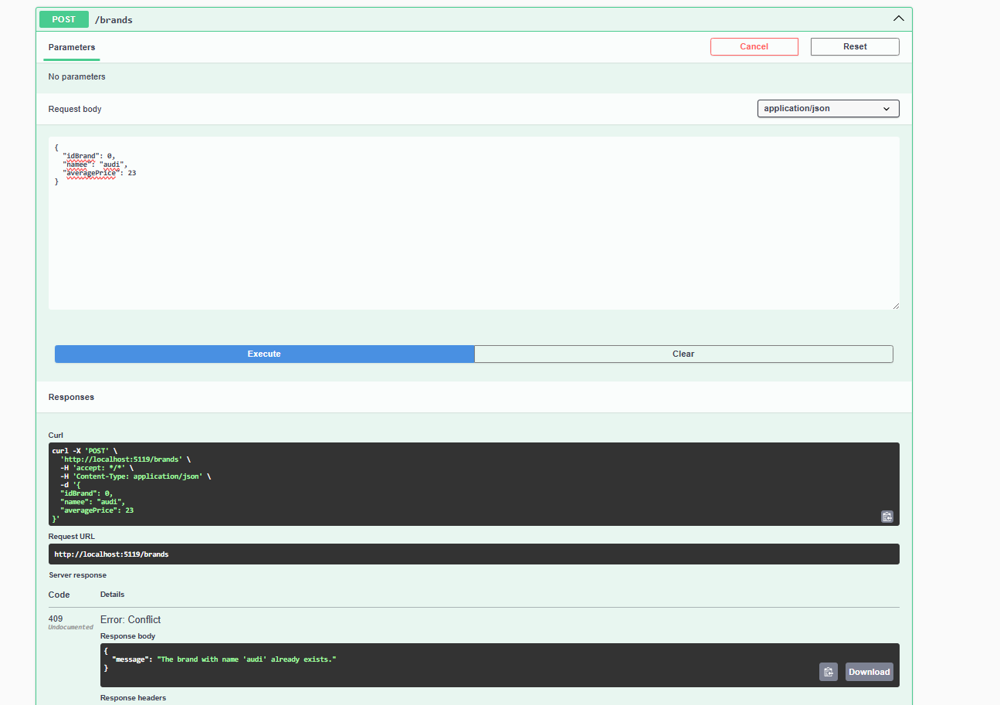 POST /brands
Parameters Cancel Reset
No parameters
Request body application/json
{
  "idBrand": 0,
  "namee": "audi",
  "averagePrice": 23
}
Execute Clear
Responses
Curl
curl -X 'POST' \
  'http://localhost:5119/brands' \
  -H 'accept: */*' \
  -H 'Content-Type: application/json' \
  -d '{
  "idBrand": 0,
  "namee": "audi",
  "averagePrice": 23
}'
Request URL
http://localhost:5119/brands
Server response
Code Details
409 Error: Conflict
Undocumented
Response body
{
  "message": "The brand with name 'audi' already exists."
}
Download
Response headers